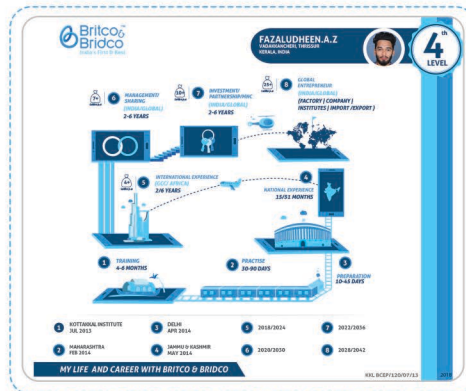 Britco&
Bridco
India's First & Best
FAZALUDHEEN.A.Z
VADAKKANCHERI, THRISSUR
KERALA, INDIA
4th
LEVEL
6 MANAGEMENT/
SHARING
(INDIA/GLOBAL)
2-6 YEARS
7 INVESTMENT/
PARTNERSHIP/MNC
(INDIA/GLOBAL)
2-6 YEARS
8 GLOBAL
ENTREPRENEUR
(INDIA/GLOBAL)
(FACTORY | COMPANY |
INSTITUTES | IMPORT /EXPORT )
5 INTERNATIONAL EXPERIENCE
(GCC/ AFRICA)
2/6 YEARS
4
NATIONAL EXPERIENCE
15/51 MONTHS
1 TRAINING
4-6 MONTHS
2 PRACTISE
30-90 DAYS
3
PREPARATION
10-45 DAYS
1 KOTTAKKAL INSTITUTE
JUL 2013
3 DELHI
APR 2014
5 2018/2024
7 2022/2036
2 MAHARASHTRA
FEB 2014
4 JAMMU & KASHMIR
MAY 2014
6 2020/2030
8 2028/2042
MY LIFE AND CAREER WITH BRITCO & BRIDCO
KKL BCEP/120/07/13
2018